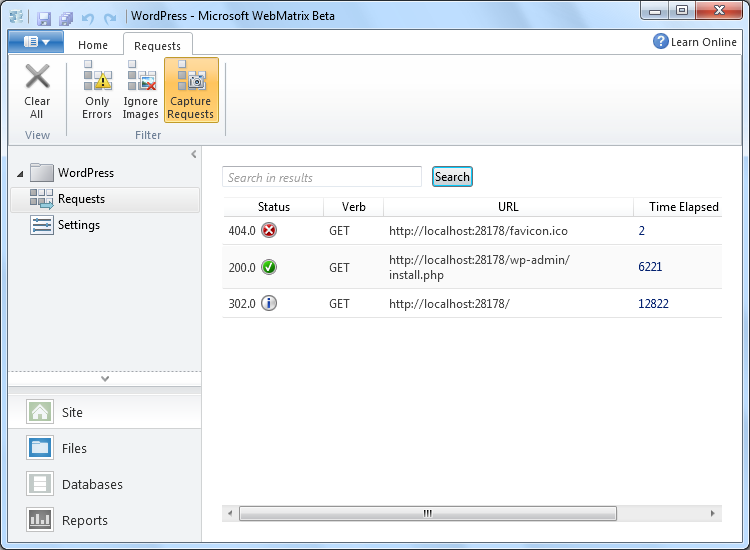 WordPress - Microsoft WebMatrix Beta
Home
Requests
Learn Online
Clear All
Only Errors
Ignore Images
Capture Requests
View
Filter
WordPress
Requests
Settings
Search in results
Search
Status Verb URL Time Elapsed
404.0 GET http://localhost:28178/favicon.ico 2
200.0 GET http://localhost:28178/wp-admin/
install.php 6221
302.0 GET http://localhost:28178/ 12822
Site
Files
Databases
Reports